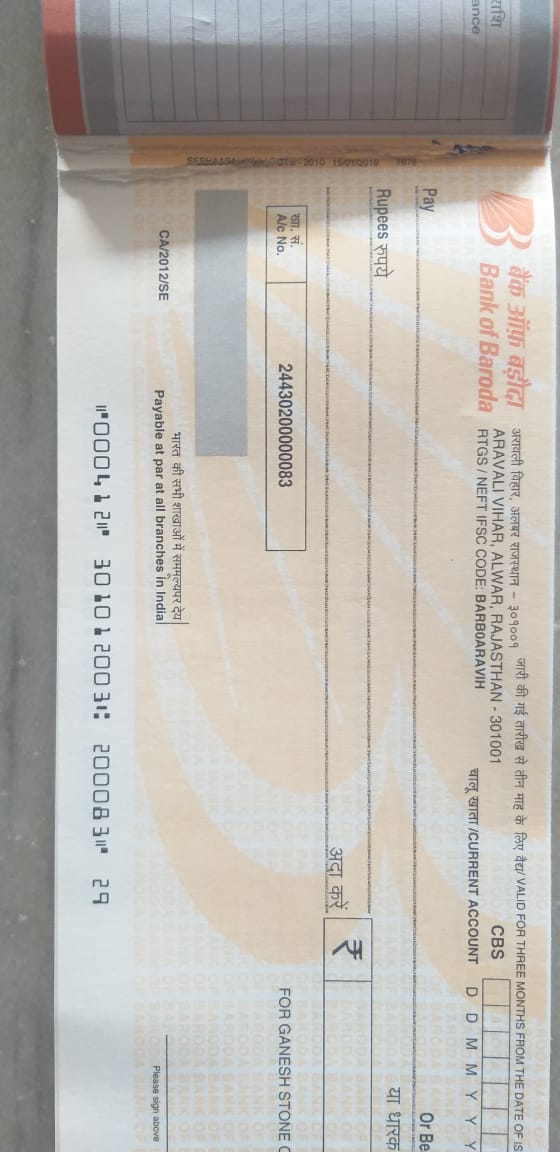 राशि
ance
बैंक ऑफ़ बड़ौदा
Bank of Baroda
अरावली विहार, अलवर राजस्थान – ३०१००१
ARAVALI VIHAR, ALWAR, RAJASTHAN - 301001
RTGS / NEFT IFSC CODE: BARB0ARAVIH
जारी की गई तारीख से तीन माह के लिए वैद्य/ VALID FOR THREE MONTHS FROM THE DATE OF IS
CBS
चालू खाता /CURRENT ACCOUNT
D D M M Y Y Y
Pay
Or Be
या धारक
Rupees रुपये
अदा करें
₹
खा. सं.
A/c No.
24430200000083
FOR GANESH STONE C
CA/2012/SE
भारत की सभी शाखाओं में सममूल्यपर देय
Payable at par at all branches in India
Please sign above
⑈000412⑈ 301012003⑆ 200083⑈ 29